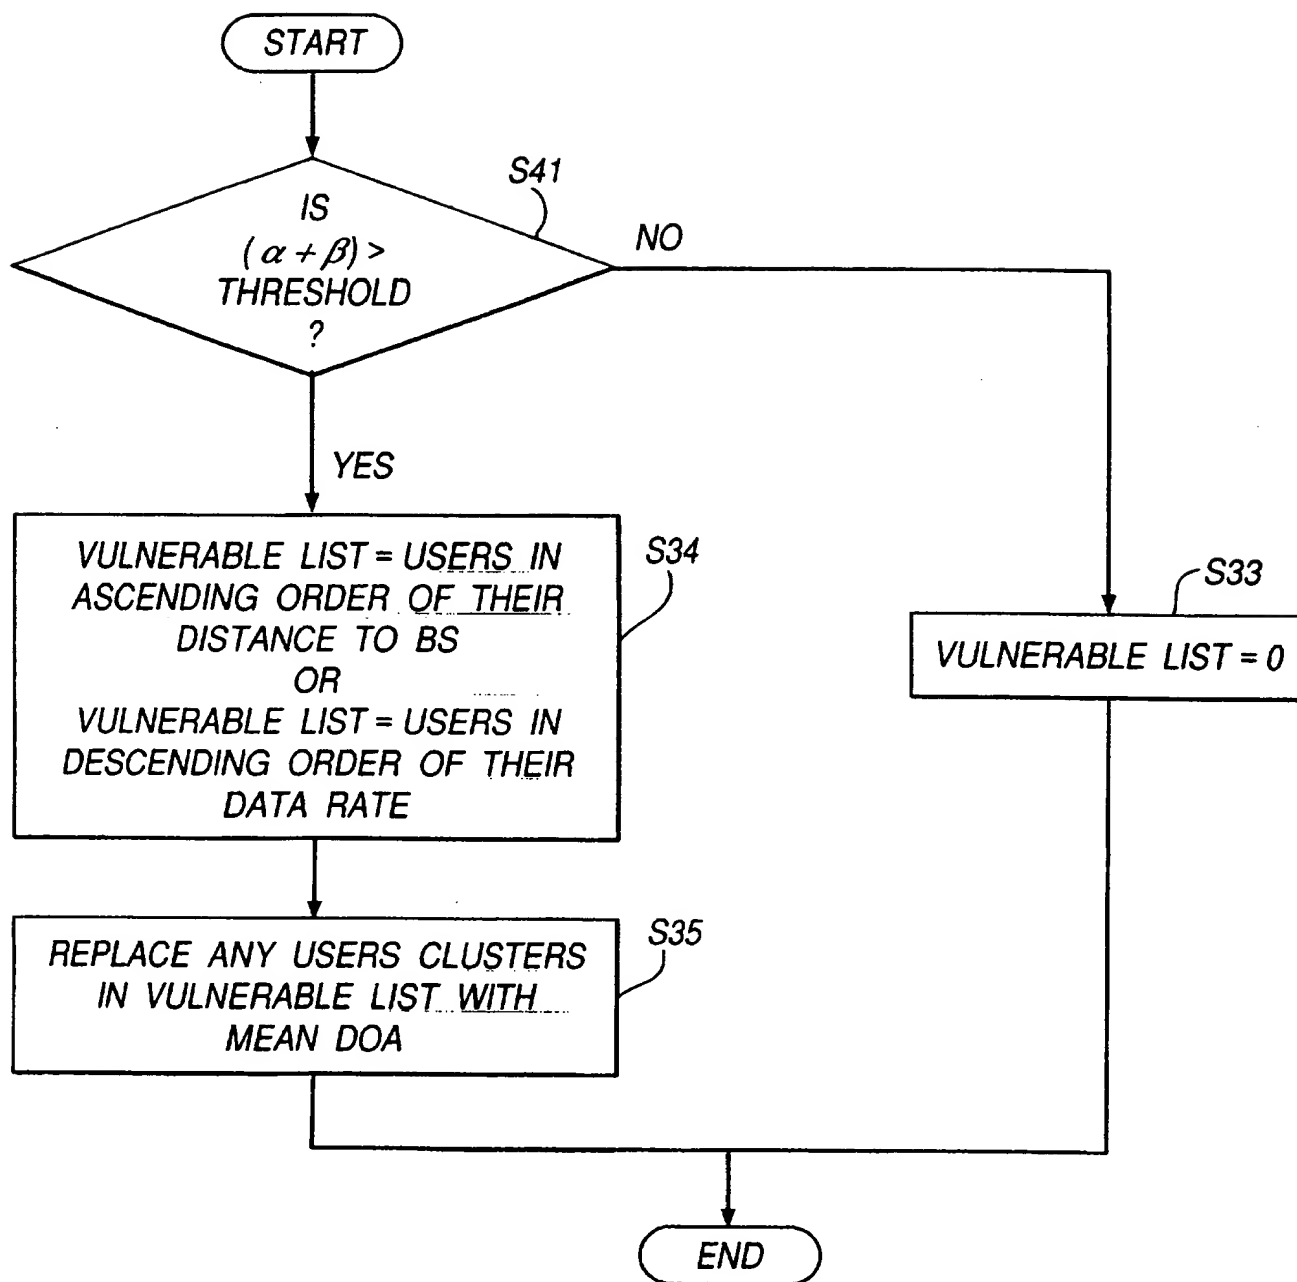 START
S41
IS
(α + β) >
THRESHOLD
?
NO
YES
VULNERABLE LIST = USERS IN
ASCENDING ORDER OF THEIR
DISTANCE TO BS
OR
VULNERABLE LIST = USERS IN
DESCENDING ORDER OF THEIR
DATA RATE
S34
S33
VULNERABLE LIST = 0
REPLACE ANY USERS CLUSTERS
IN VULNERABLE LIST WITH
MEAN DOA
S35
END